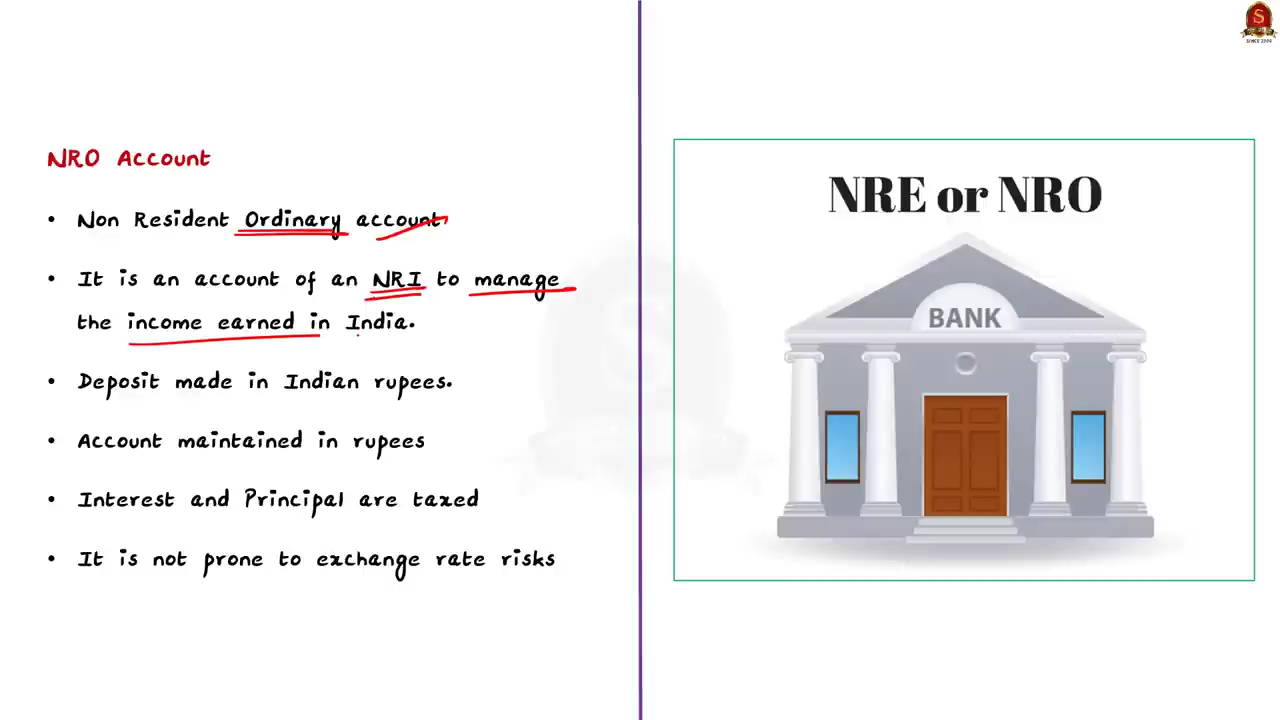 S
SINCE 2004
NRO Account
• Non Resident Ordinary account
• It is an account of an NRI to manage
the income earned in India.
• Deposit made in Indian rupees.
• Account maintained in rupees
• Interest and Principal are taxed
• It is not prone to exchange rate risks
NRE or NRO
BANK